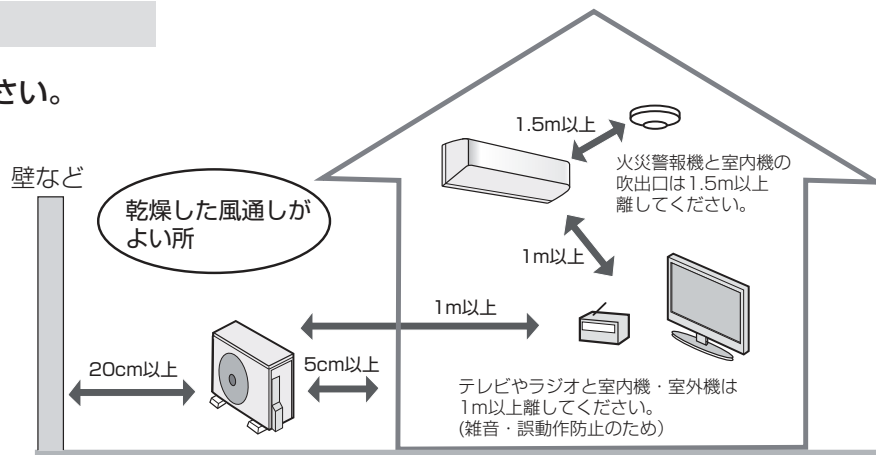 さい。
壁など
乾燥した風通しが
よい所
1.5m以上
火災警報機と室内機の
吹出口は1.5m以上
離してください。
1m以上
1m以上
20cm以上
5cm以上
テレビやラジオと室内機・室外機は
1m以上離してください。
(雑音・誤動作防止のため)